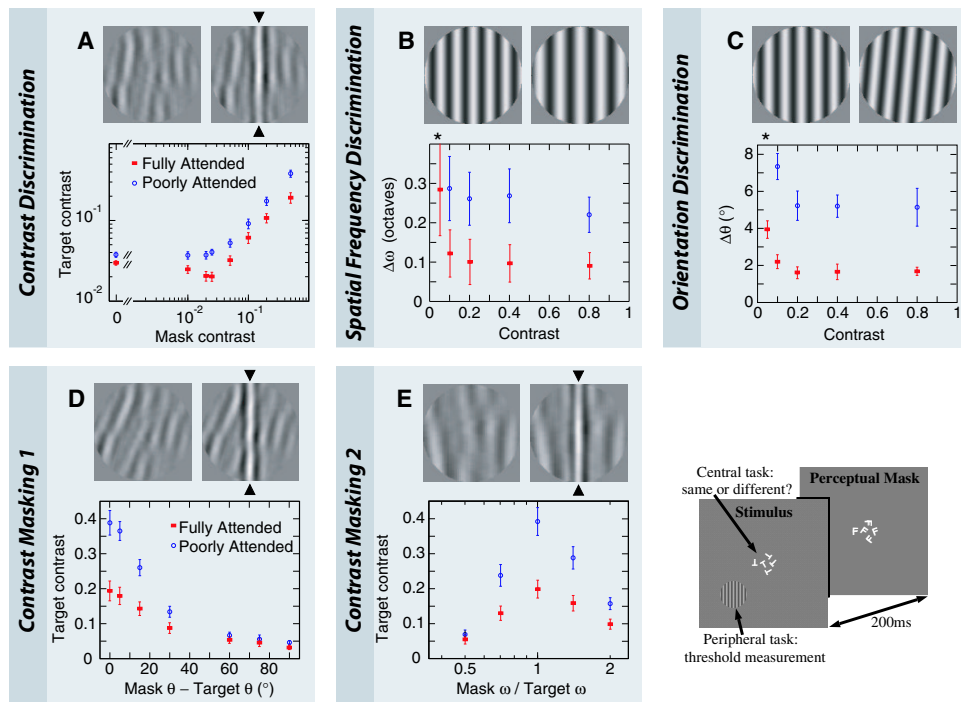 Contrast Discrimination
A
Fully Attended
Poorly Attended
Target contrast
10⁻¹
10⁻²
0
10⁻²
10⁻¹
Mask contrast
Spatial Frequency Discrimination
B
*
Δω (octaves)
0.3
0.2
0.1
0
0 0.2 0.4 0.6 0.8 1
Contrast
Orientation Discrimination
C
*
Δθ (°)
8
6
4
2
0
0 0.2 0.4 0.6 0.8 1
Contrast
Contrast Masking 1
D
Fully Attended
Poorly Attended
Target contrast
0.4
0.3
0.2
0.1
0
0 20 40 60 80
Mask θ – Target θ (°)
Contrast Masking 2
E
Target contrast
0.4
0.3
0.2
0.1
0
0.5 1 2
Mask ω / Target ω
Central task:
same or different?
Perceptual Mask
Stimulus
T T T T T
F F F F F
200ms
Peripheral task:
threshold measurement